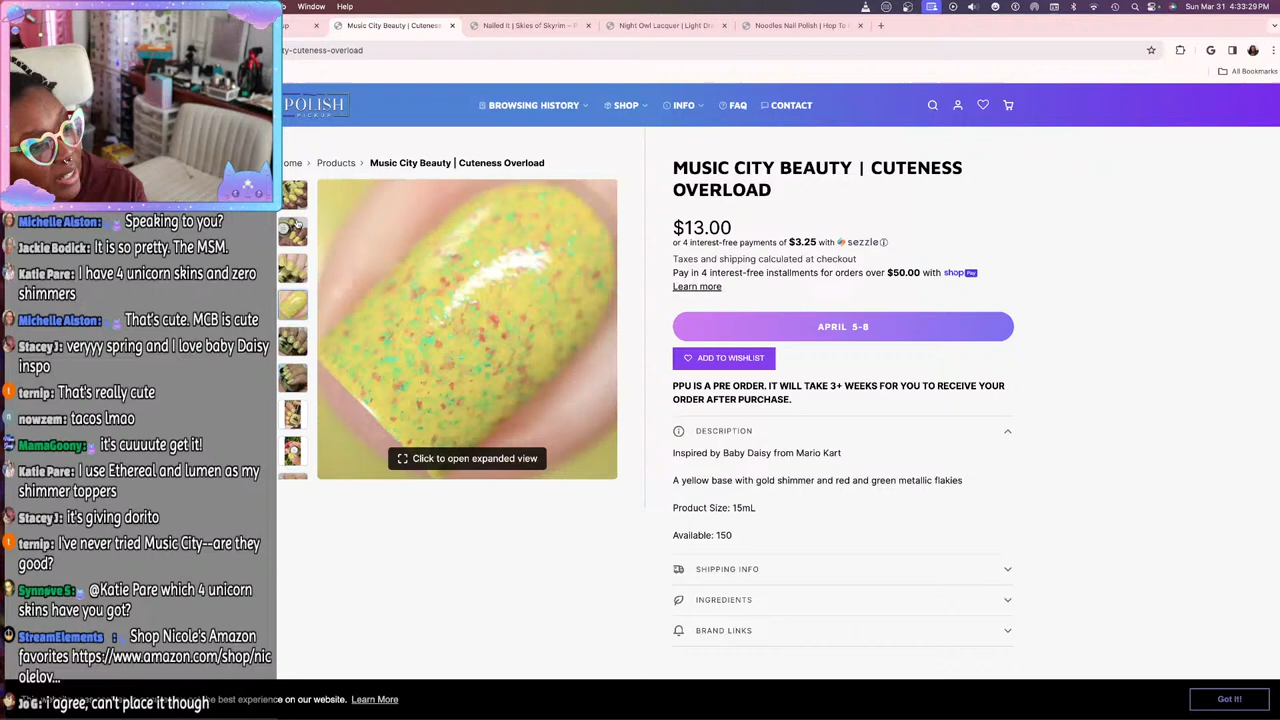 Window Help
Sun Mar 31 4:33:29 PM
Music City Beauty | Cuteness
Nailed it | Skies of Skyrim – P
Night Owl Lacquer | Light Dr
Noodles Nail Polish | Hop To
ty-cuteness-overload
All Bookmarks
POLISH
PICKUP
BROWSING HISTORY
SHOP
INFO
FAQ
CONTACT
ome > Products > Music City Beauty | Cuteness Overload
MUSIC CITY BEAUTY | CUTENESS
OVERLOAD
$13.00
or 4 interest-free payments of $3.25 with sezzle
Taxes and shipping calculated at checkout
Pay in 4 interest-free installments for orders over $50.00 with shop Pay
Learn more
APRIL 5-8
ADD TO WISHLIST
PPU IS A PRE ORDER. IT WILL TAKE 3+ WEEKS FOR YOU TO RECEIVE YOUR
ORDER AFTER PURCHASE.
DESCRIPTION
Inspired by Baby Daisy from Mario Kart
A yellow base with gold shimmer and red and green metallic flakies
Product Size: 15mL
Available: 150
SHIPPING INFO
INGREDIENTS
BRAND LINKS
Click to open expanded view
Michelle Alston: Speaking to you?
Jackie Bodick: It is so pretty. The MSM.
Katie Pare: I have 4 unicorn skins and zero
shimmers
Michelle Alston: That's cute. MCB is cute
Stacey J: veryyy spring and I love baby Daisy
inspo
ternlp: That's really cute
nowzem: tacos lmao
MamaGoony: it's cuuuute get it!
Katie Pare: I use Ethereal and lumen as my
shimmer toppers
Stacey J: it's giving dorito
ternlp: I've never tried Music City--are they
good?
Synnøve S: @Katie Pare which 4 unicorn
skins have you got?
StreamElements : Shop Nicole's Amazon
favorites https://www.amazon.com/shop/nic
olelov...
Jo G: I agree, can't place it though
the best experience on our website. Learn More
Got It!